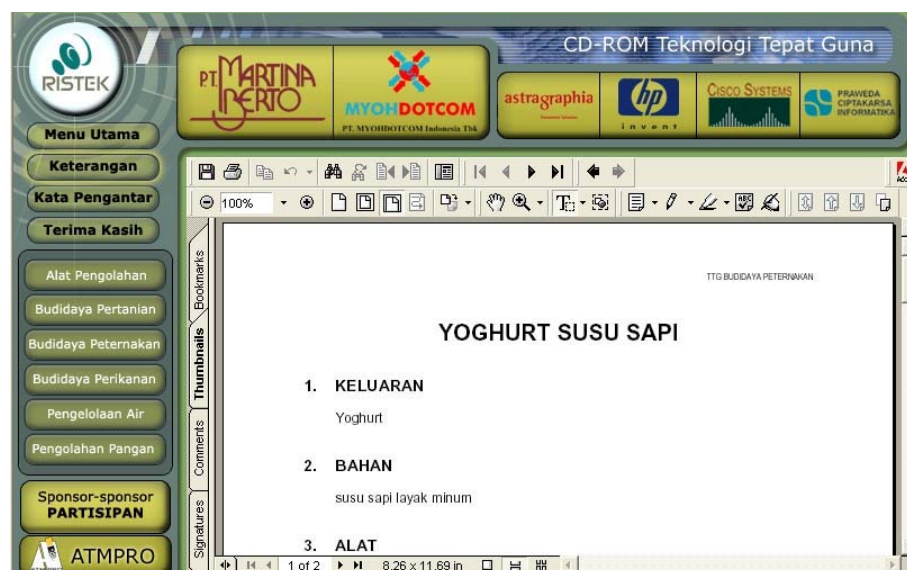 CD-ROM Teknologi Tepat Guna
RISTEK
PT. MARTINA BERTO
MYOHDOTCOM
PT. MYOHDOTCOM Indonesia Tbk
astragraphia
hp
invent
CISCO SYSTEMS
PRAWEDA
CIPTAKARSA
INFORMATIKA
Menu Utama
Keterangan
Kata Pengantar
Terima Kasih
Alat Pengolahan
Budidaya Pertanian
Budidaya Peternakan
Budidaya Perikanan
Pengelolaan Air
Pengolahan Pangan
Sponsor-sponsor
PARTISIPAN
ATMPRO
100%
Bookmarks
Thumbnails
Comments
Signatures
TTG BUDIDAYA PETERNAKAN
YOGHURT SUSU SAPI
1. KELUARAN
Yoghurt
2. BAHAN
susu sapi layak minum
3. ALAT
1 of 2
8.26 x 11.69 in